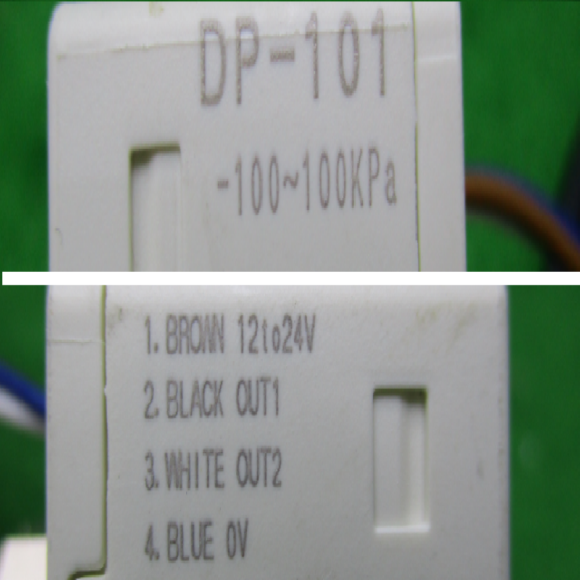 DP-101
-100~100KPa
1. BROWN 12to24V
2. BLACK OUT1
3. WHITE OUT2
4. BLUE 0V